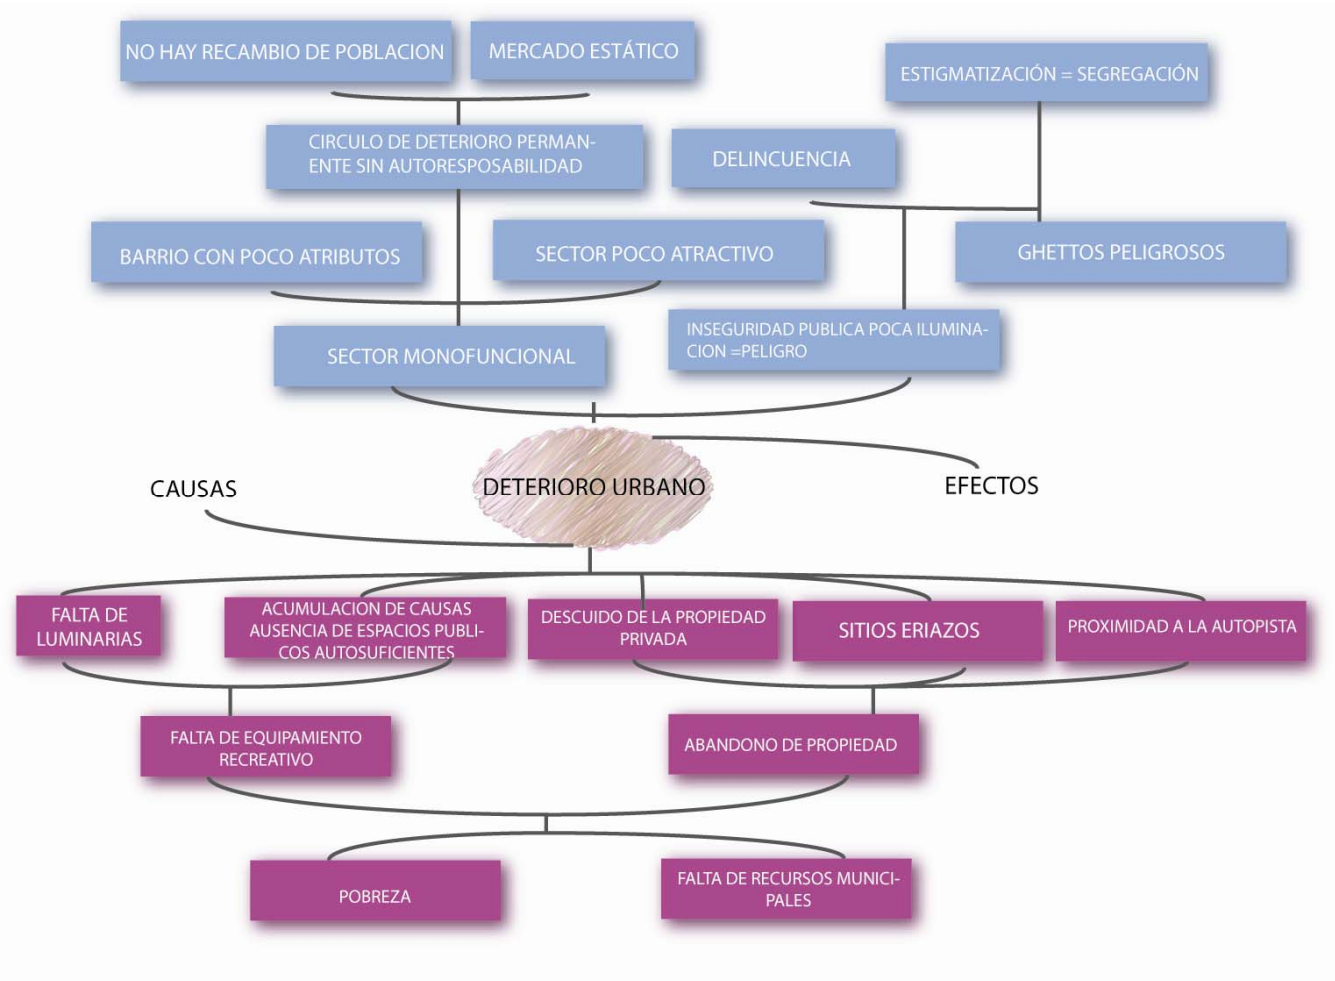 NO HAY RECAMBIO DE POBLACION
MERCADO ESTÁTICO
ESTIGMATIZACIÓN = SEGREGACIÓN
CIRCULO DE DETERIORO PERMAN-
ENTE SIN AUTORESPOSABILIDAD
DELINCUENCIA
BARRIO CON POCO ATRIBUTOS
SECTOR POCO ATRACTIVO
GHETTOS PELIGROSOS
SECTOR MONOFUNCIONAL
INSEGURIDAD PUBLICA POCA ILUMINA-
CION =PELIGRO
CAUSAS
DETERIORO URBANO
EFECTOS
FALTA DE
LUMINARIAS
ACUMULACION DE CAUSAS
AUSENCIA DE ESPACIOS PUBLI-
COS AUTOSUFICIENTES
DESCUIDO DE LA PROPIEDAD
PRIVADA
SITIOS ERIAZOS
PROXIMIDAD A LA AUTOPISTA
FALTA DE EQUIPAMIENTO
RECREATIVO
ABANDONO DE PROPIEDAD
POBREZA
FALTA DE RECURSOS MUNICI-
PALES